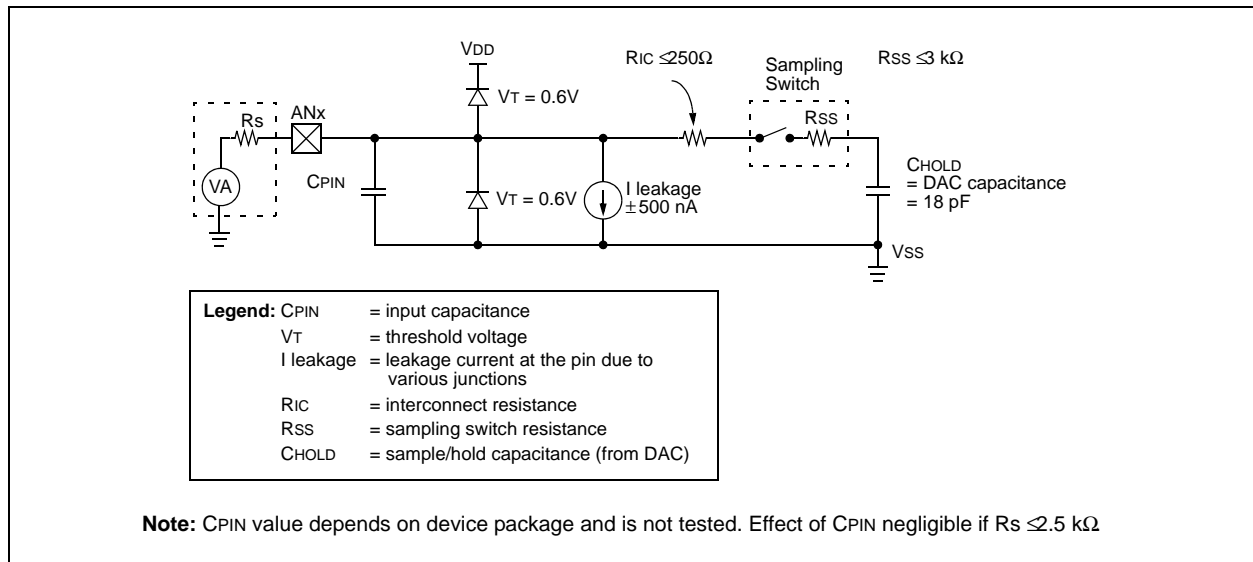 VDD
RIC ≤250Ω
Sampling
Switch
RSS ≤3 kΩ
VT = 0.6V
Rs
ANx
RSS
VA
CPIN
VT = 0.6V
I leakage
±500 nA
CHOLD
= DAC capacitance
= 18 pF
VSS
Legend: CPIN = input capacitance
VT = threshold voltage
I leakage = leakage current at the pin due to
various junctions
RIC = interconnect resistance
RSS = sampling switch resistance
CHOLD = sample/hold capacitance (from DAC)
Note: CPIN value depends on device package and is not tested. Effect of CPIN negligible if Rs ≤2.5 kΩ